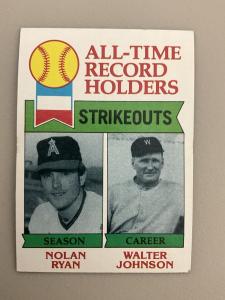 ALL-TIME
RECORD
HOLDERS
STRIKEOUTS
A
W
SEASON
CAREER
NOLAN
RYAN
WALTER
JOHNSON